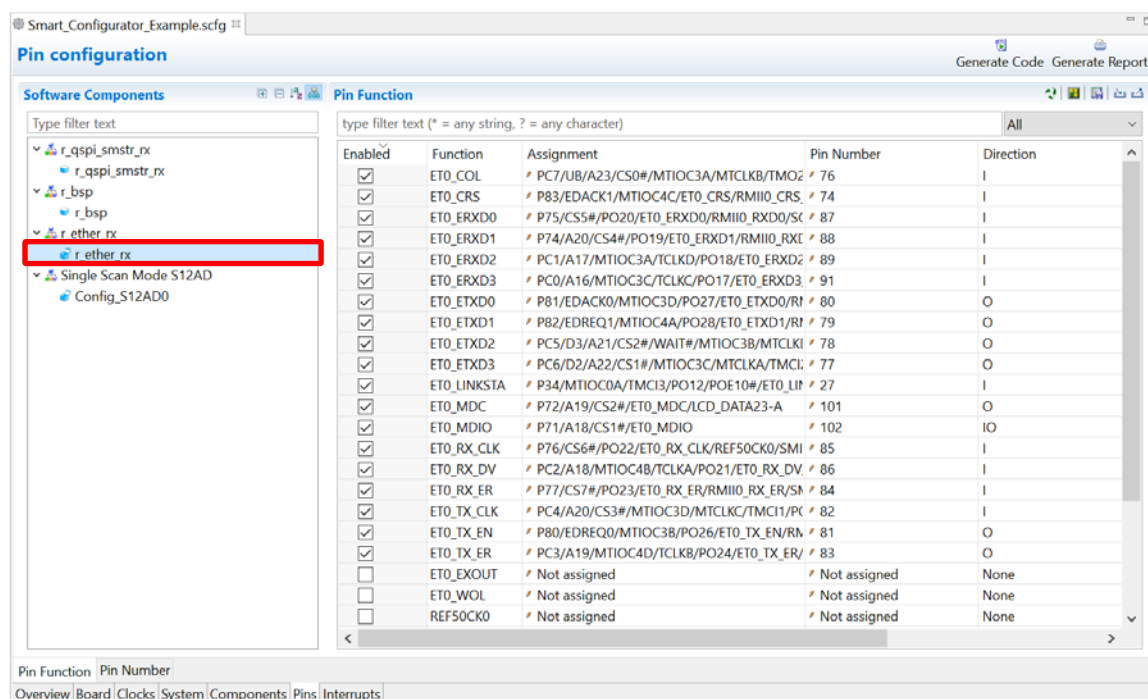 Smart_Configurator_Example.scfg
Pin configuration
Generate Code Generate Report
Software Components
Pin Function
Type filter text
type filter text (* = any string, ? = any character)
All
r_qspi_smstr_rx
r_qspi_smstr_rx
r_bsp
r_bsp
r_ether_rx
r_ether_rx
Single Scan Mode S12AD
Config_S12AD0
Enabled Function Assignment Pin Number Direction
ET0_COL PC7/UB/A23/CS0#/MTIOC3A/MTCLKB/TMO2 76 I
ET0_CRS P83/EDACK1/MTIOC4C/ET0_CRS/RMII0_CRS_ 74 I
ET0_ERXD0 P75/CS5#/PO20/ET0_ERXD0/RMII0_RXD0/SC 87 I
ET0_ERXD1 P74/A20/CS4#/PO19/ET0_ERXD1/RMII0_RXD 88 I
ET0_ERXD2 PC1/A17/MTIOC3A/TCLKD/PO18/ET0_ERXD2 89 I
ET0_ERXD3 PC0/A16/MTIOC3C/TCLKC/PO17/ET0_ERXD3 91 I
ET0_ETXD0 P81/EDACK0/MTIOC3D/PO27/ET0_ETXD0/RM 80 O
ET0_ETXD1 P82/EDREQ1/MTIOC4A/PO28/ET0_ETXD1/RM 79 O
ET0_ETXD2 PC5/D3/A21/CS2#/WAIT#/MTIOC3B/MTCLKD 78 O
ET0_ETXD3 PC6/D2/A22/CS1#/MTIOC3C/MTCLKA/TMCI 77 O
ET0_LINKSTA P34/MTIOC0A/TMCI3/PO12/POE10#/ET0_LIN 27 I
ET0_MDC P72/A19/CS2#/ET0_MDC/LCD_DATA23-A 101 O
ET0_MDIO P71/A18/CS1#/ET0_MDIO 102 IO
ET0_RX_CLK P76/CS6#/PO22/ET0_RX_CLK/REF50CK0/SMI 85 I
ET0_RX_DV PC2/A18/MTIOC4B/TCLKA/PO21/ET0_RX_DV 86 I
ET0_RX_ER P77/CS7#/PO23/ET0_RX_ER/RMII0_RX_ER/SM 84 I
ET0_TX_CLK PC4/A20/CS3#/MTIOC3D/MTCLKC/TMCI1/PO 82 I
ET0_TX_EN P80/EDREQ0/MTIOC3B/PO26/ET0_TX_EN/RM 81 O
ET0_TX_ER PC3/A19/MTIOC4D/TCLKB/PO24/ET0_TX_ER/ 83 O
ET0_EXOUT Not assigned Not assigned None
ET0_WOL Not assigned Not assigned None
REF50CK0 Not assigned Not assigned None
Pin Function Pin Number
Overview Board Clocks System Components Pins Interrupts